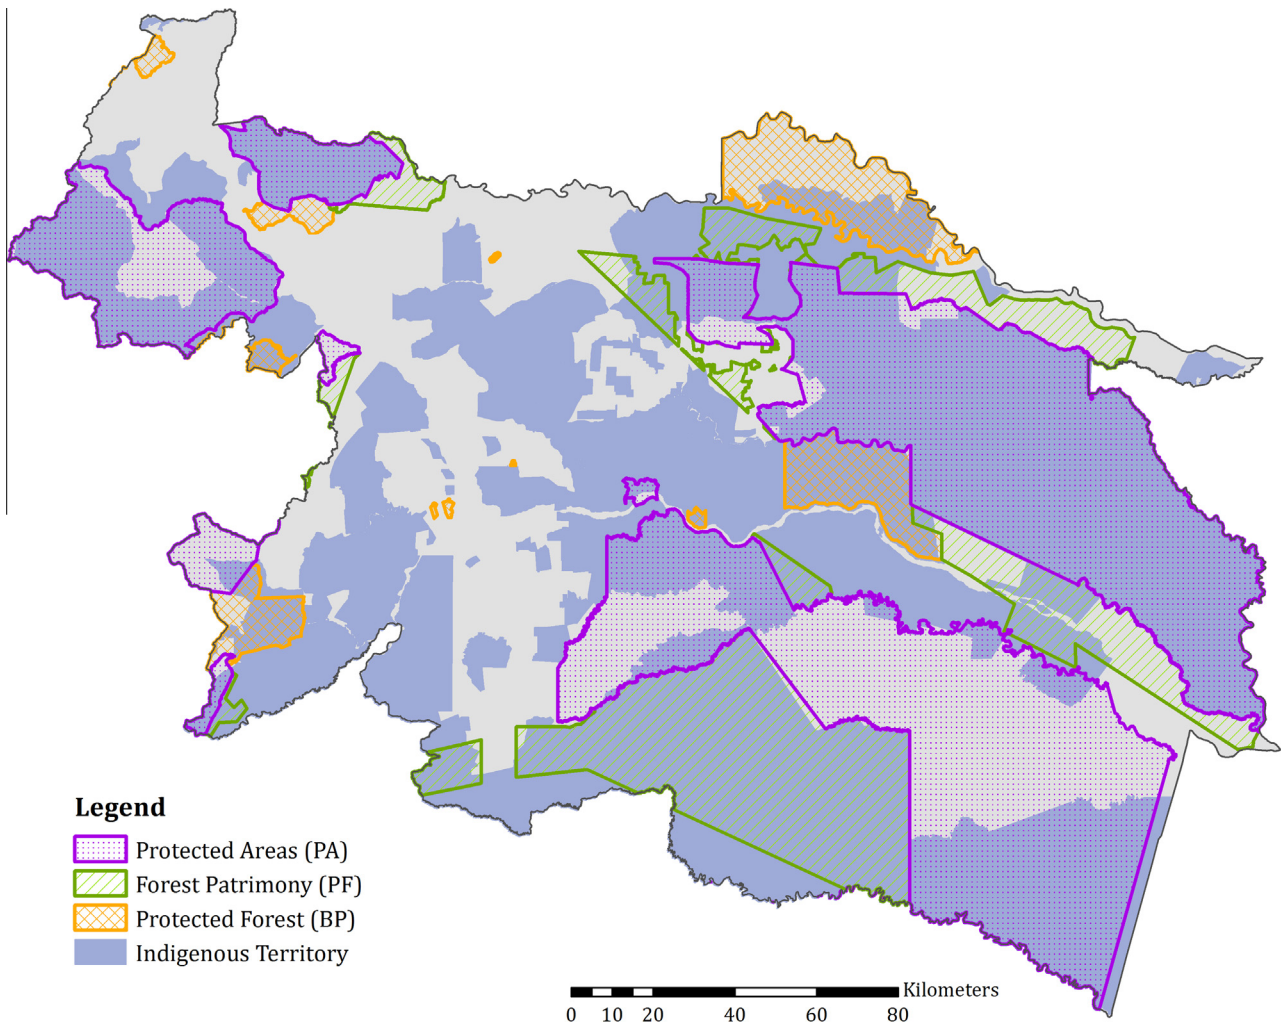 Legend
Protected Areas (PA)
Forest Patrimony (PF)
Protected Forest (BP)
Indigenous Territory
Kilometers
0 10 20 40 60 80